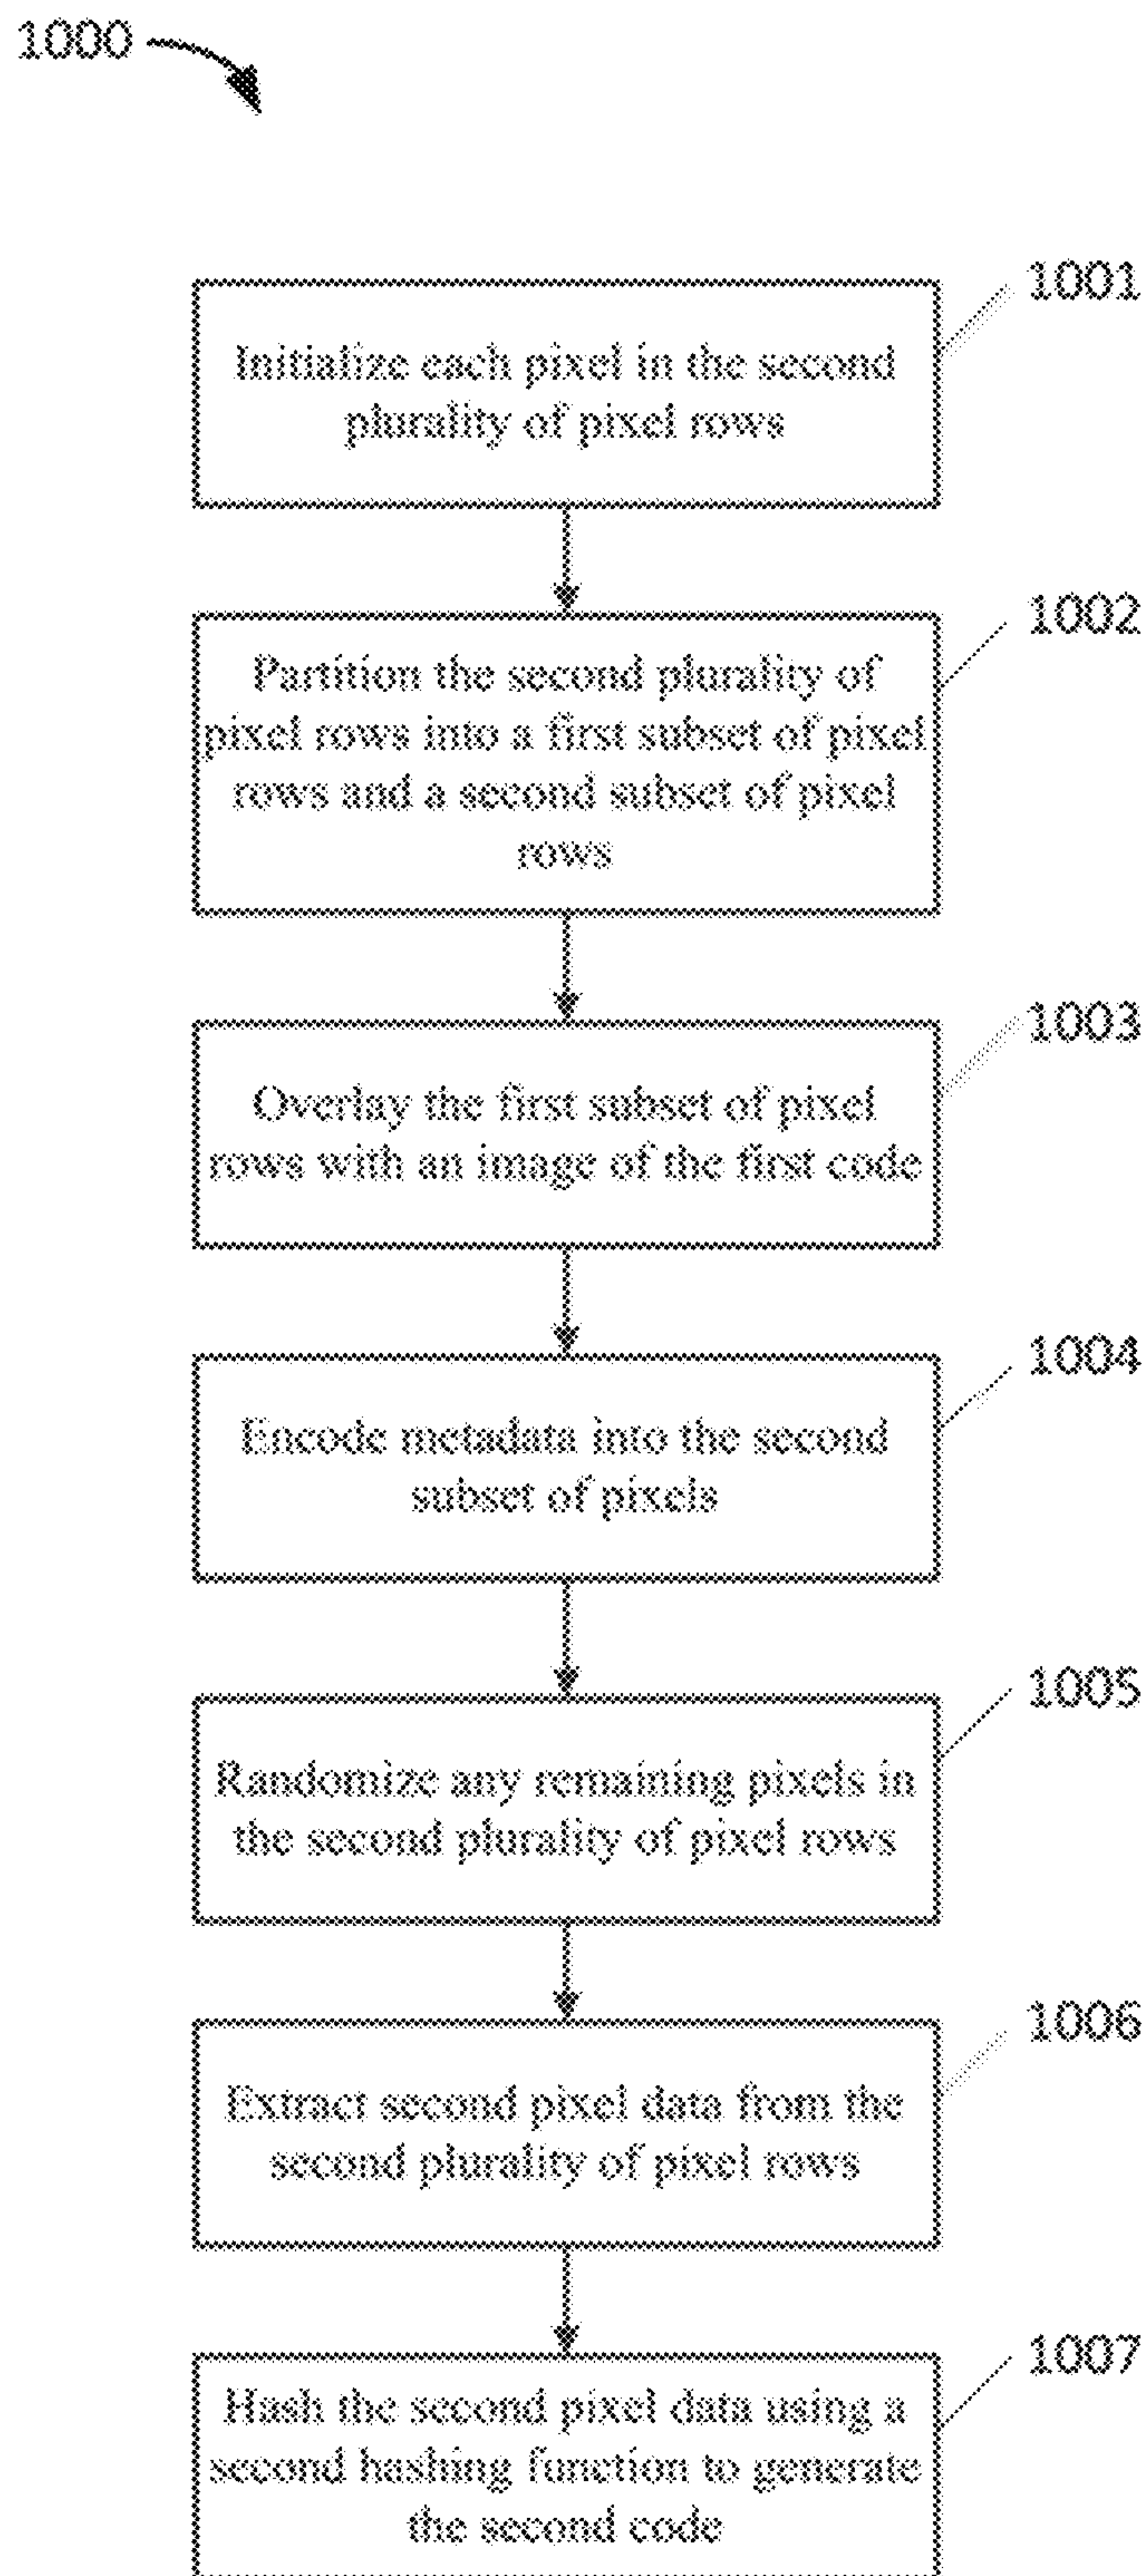 1000
1001
Initialize each pixel in the second
plurality of pixel rows
1002
Partition the second plurality of
pixel rows into a first subset of pixel
rows and a second subset of pixel
rows
1003
Overlay the first subset of pixel
rows with an image of the first code
1004
Encode metadata into the second
subset of pixels
1005
Randomize any remaining pixels in
the second plurality of pixel rows
1006
Extract second pixel data from the
second plurality of pixel rows
1007
Hash the second pixel data using a
second hashing function to generate
the second code